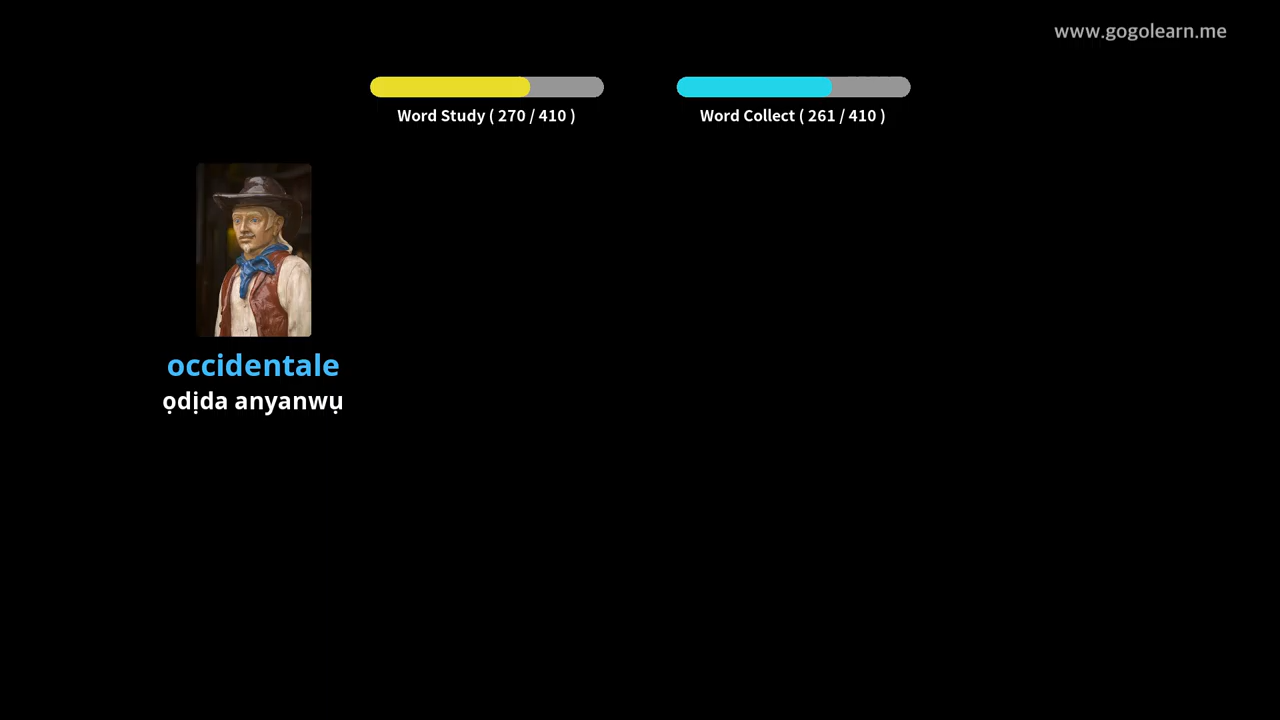 www.gogolearn.me
Word Study ( 270 / 410 )
Word Collect ( 261 / 410 )
occidentale
ọdịda anyanwụ